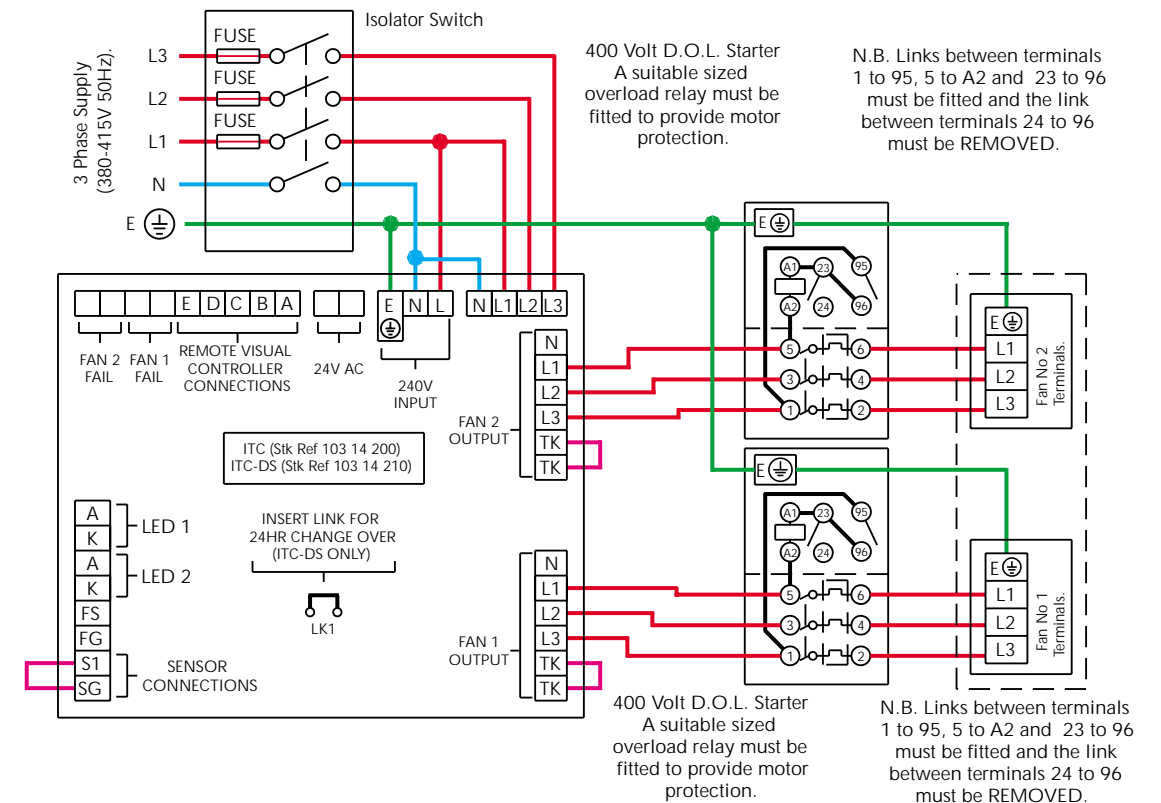 Isolator Switch
3 Phase Supply
(380-415V 50Hz).
L3
FUSE
L2
FUSE
L1
FUSE
N
E
400 Volt D.O.L. Starter
A suitable sized
overload relay must be
fitted to provide motor
protection.
N.B. Links between terminals
1 to 95, 5 to A2 and 23 to 96
must be fitted and the link
between terminals 24 to 96
must be REMOVED.
E D C B A
E N L
N L1 L2 L3
FAN 2
FAIL
FAN 1
FAIL
REMOTE VISUAL
CONTROLLER
CONNECTIONS
24V AC
240V
INPUT
FAN 2
OUTPUT
N
L1
L2
L3
TK
TK
ITC (Stk Ref 103 14 200)
ITC-DS (Stk Ref 103 14 210)
INSERT LINK FOR
24HR CHANGE OVER
(ITC-DS ONLY)
LK1
A
K
LED 1
A
K
LED 2
FS
FG
S1
SG
SENSOR
CONNECTIONS
FAN 1
OUTPUT
N
L1
L2
L3
TK
TK
E
A1 23 95
A2 24 96
5 6
3 4
1 2
E
L1
L2
L3
Fan No 2
Terminals.
E
A1 23 95
A2 24 96
5 6
3 4
1 2
E
L1
L2
L3
Fan No 1
Terminals.
400 Volt D.O.L. Starter
A suitable sized
overload relay must be
fitted to provide motor
protection.
N.B. Links between terminals
1 to 95, 5 to A2 and 23 to 96
must be fitted and the link
between terminals 24 to 96
must be REMOVED.